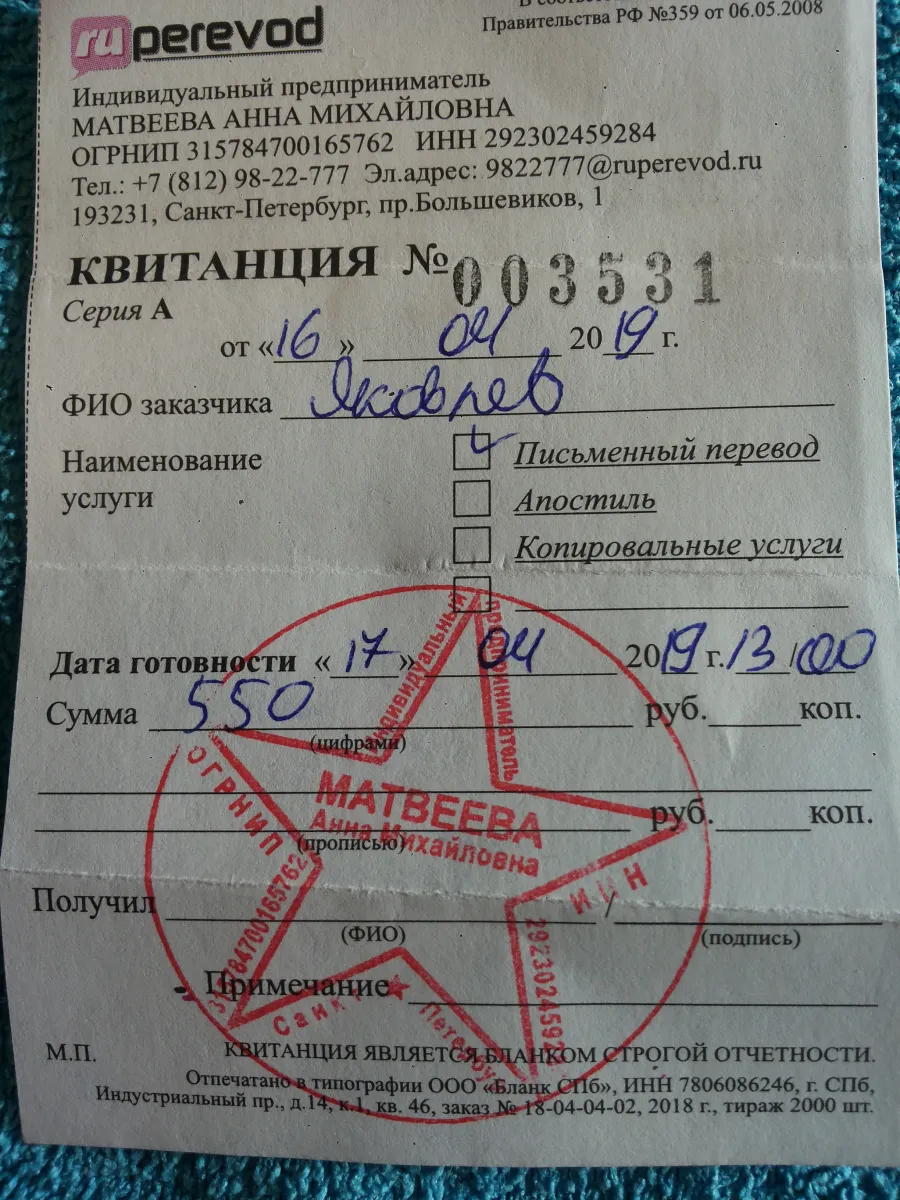 В соотве
Правительства РФ №359 от 06.05.2008
ruperevod
Индивидуальный предприниматель
МАТВЕЕВА АННА МИХАЙЛОВНА
ОГРНИП 315784700165762 ИНН 292302459284
Тел.: +7 (812) 98-22-777 Эл.адрес: 9822777@ruperevod.ru
193231, Санкт-Петербург, пр.Большевиков, 1
КВИТАНЦИЯ № 003531
Серия А
от «16» 04 2019 г.
ФИО заказчика Яковлев
Наименование
услуги
Письменный перевод
Апостиль
Копировальные услуги
Дата готовности «17» 04 2019 г. 13/00
Сумма 550 руб. коп.
(цифрами)
руб. коп.
(прописью)
Получил /
(ФИО) (подпись)
Примечание
М.П. КВИТАНЦИЯ ЯВЛЯЕТСЯ БЛАНКОМ СТРОГОЙ ОТЧЕТНОСТИ.
Отпечатано в типографии ООО «Бланк СПб», ИНН 7806086246, г. СПб,
Индустриальный пр., д.14, к.1, кв. 46, заказ № 18-04-04-02, 2018 г., тираж 2000 шт.
Индивидуальный
предприниматель
МАТВЕЕВА
Анна Михайловна
ОГРНИП
315784700165762
ИНН
292302459284
Санкт Петербург